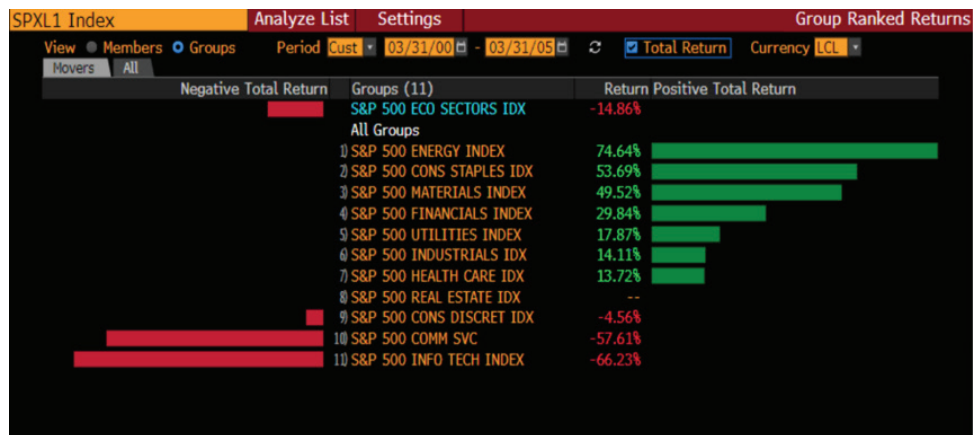 SPXL1 Index Analyze List Settings Group Ranked Returns
View Members Groups Period Cust 03/31/00 - 03/31/05 Total Return Currency LCL
Movers All
Negative Total Return Groups (11) Return Positive Total Return
S&P 500 ECO SECTORS IDX -14.86%
All Groups
1) S&P 500 ENERGY INDEX 74.64%
2) S&P 500 CONS STAPLES IDX 53.69%
3) S&P 500 MATERIALS INDEX 49.52%
4) S&P 500 FINANCIALS INDEX 29.84%
5) S&P 500 UTILITIES INDEX 17.87%
6) S&P 500 INDUSTRIALS IDX 14.11%
7) S&P 500 HEALTH CARE IDX 13.72%
8) S&P 500 REAL ESTATE IDX --
9) S&P 500 CONS DISCRET IDX -4.56%
10) S&P 500 COMM SVC -57.61%
11) S&P 500 INFO TECH INDEX -66.23%